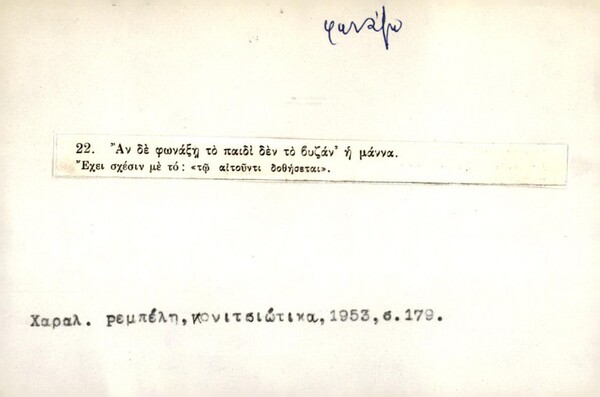 φωνάζω
22. Ἂν δὲ φωνάξῃ τὸ παιδὶ δὲν τὸ βυζάν' ἡ μάννα.
Ἔχει σχέσιν μὲ τό: «τῷ αἰτοῦντι δοθήσεται».
Χαραλ. Ρεμπέλη, Κονιτσιώτικα, 1953, σ. 179.